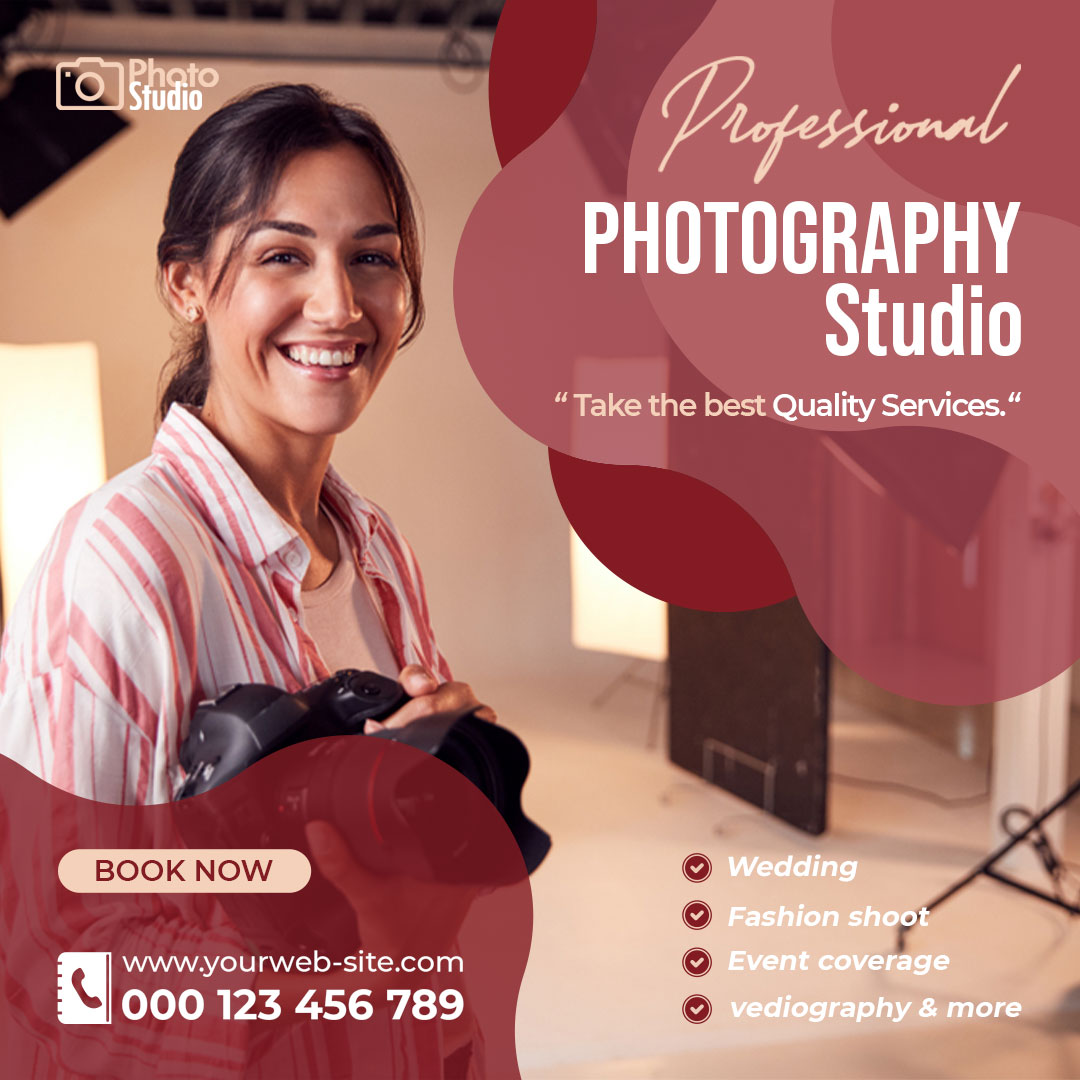 Photo
Studio
Professional
PHOTOGRAPHY
Studio
“ Take the best Quality Services.“
BOOK NOW
www.yourweb-site.com
000 123 456 789
Wedding
Fashion shoot
Event coverage
vediography & more